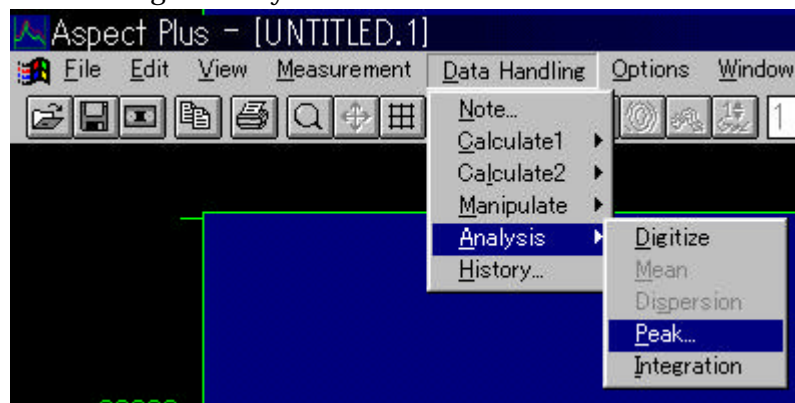 Aspect Plus - [UNTITLED.1]
File Edit View Measurement Data Handling Options Window
1
Note...
Calculate1
Calculate2
Manipulate
Analysis
History...
Digitize
Mean
Dispersion
Peak...
Integration